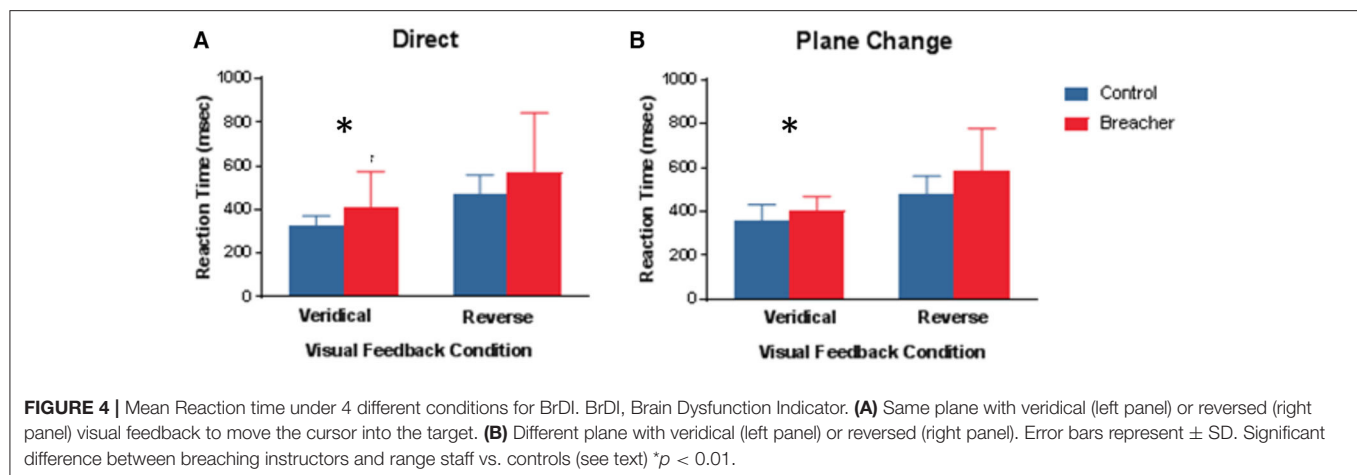 A
Direct
1000
800
600
400
200
0
Reaction Time (msec)
*
Veridical
Reverse
Visual Feedback Condition
B
Plane Change
1000
800
600
400
200
0
Reaction Time (msec)
*
Veridical
Reverse
Visual Feedback Condition
Control
Breacher
FIGURE 4 | Mean Reaction time under 4 different conditions for BrDI. BrDI, Brain Dysfunction Indicator. (A) Same plane with veridical (left panel) or reversed (right
panel) visual feedback to move the cursor into the target. (B) Different plane with veridical (left panel) or reversed (right panel). Error bars represent ± SD. Significant
difference between breaching instructors and range staff vs. controls (see text) *p < 0.01.